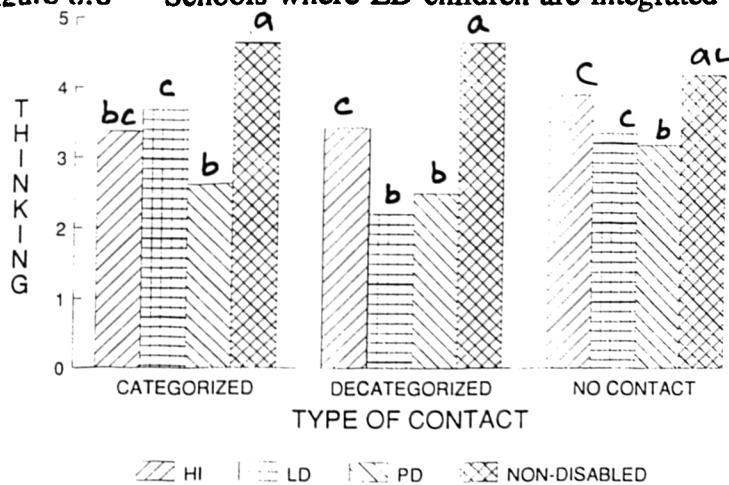 Schools where LD children are integrated
5
4
3
2
1
0
THINKING
bc
c
b
a
c
b
b
a
c
c
b
ac
CATEGORIZED
DECATEGORIZED
NO CONTACT
TYPE OF CONTACT
HI
LD
PD
NON-DISABLED